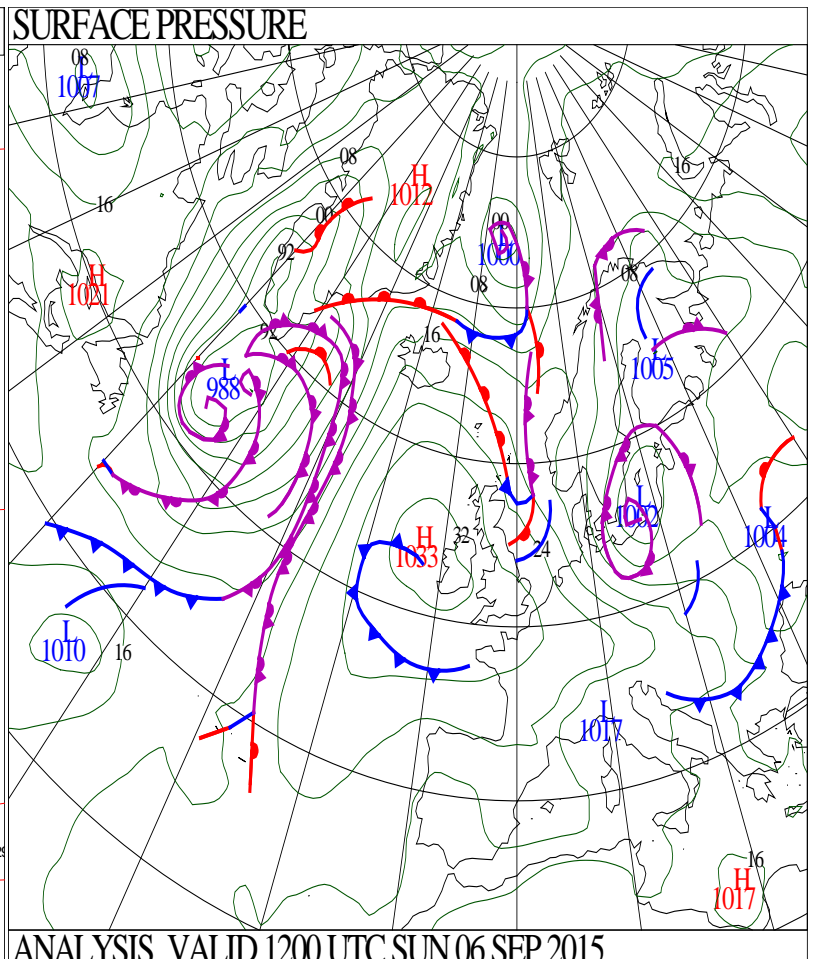 SURFACE PRESSURE
08
L
1007
16
08
H
1012
16
00
00
L
1000
92
H
1021
08
08
92
16
L
988
L
1005
L
1002
L
1004
H
1033
32
24
L
1010
16
L
1017
16
H
1017
ANALYSIS VALID 1200 UTC SUN 06 SEP 2015